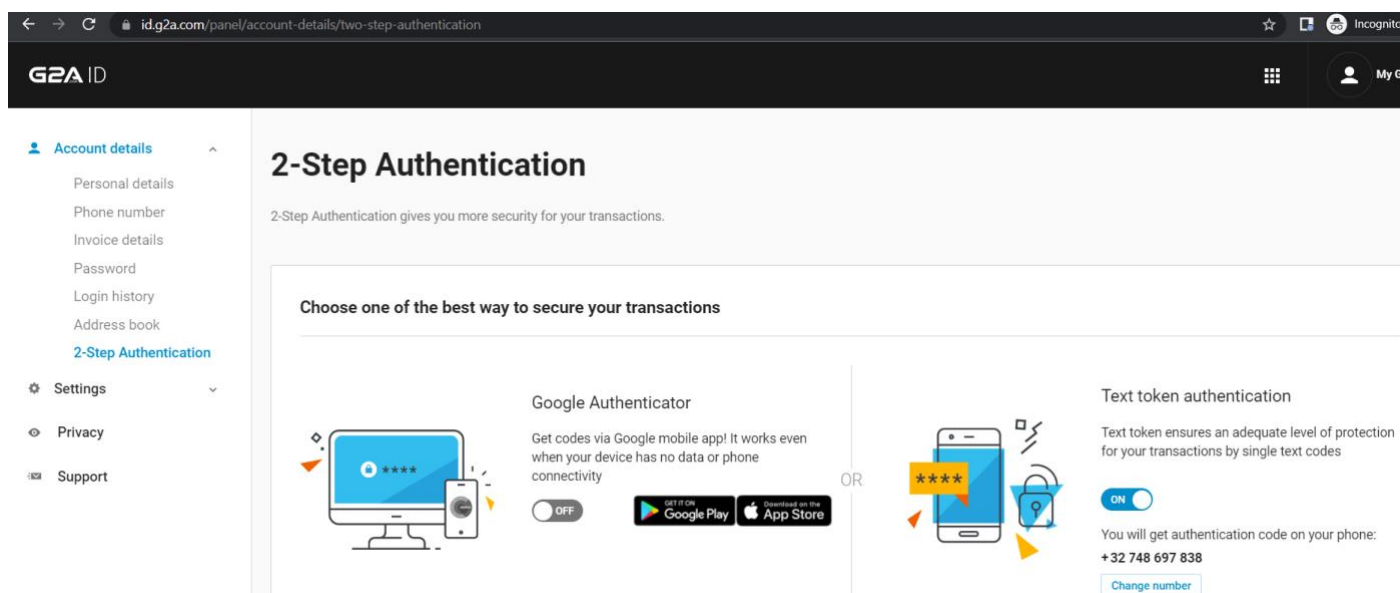 id.g2a.com/panel/account-details/two-step-authentication
Incognito
G2A ID
My G
Account details
Personal details
Phone number
Invoice details
Password
Login history
Address book
2-Step Authentication
Settings
Privacy
Support
2-Step Authentication
2-Step Authentication gives you more security for your transactions.
Choose one of the best way to secure your transactions
****
Google Authenticator
Get codes via Google mobile app! It works even
when your device has no data or phone
connectivity
OFF
GET IT ON
Google Play
Download on the
App Store
OR
****
Text token authentication
Text token ensures an adequate level of protection
for your transactions by single text codes
ON
You will get authentication code on your phone:
+32 748 697 838
Change number